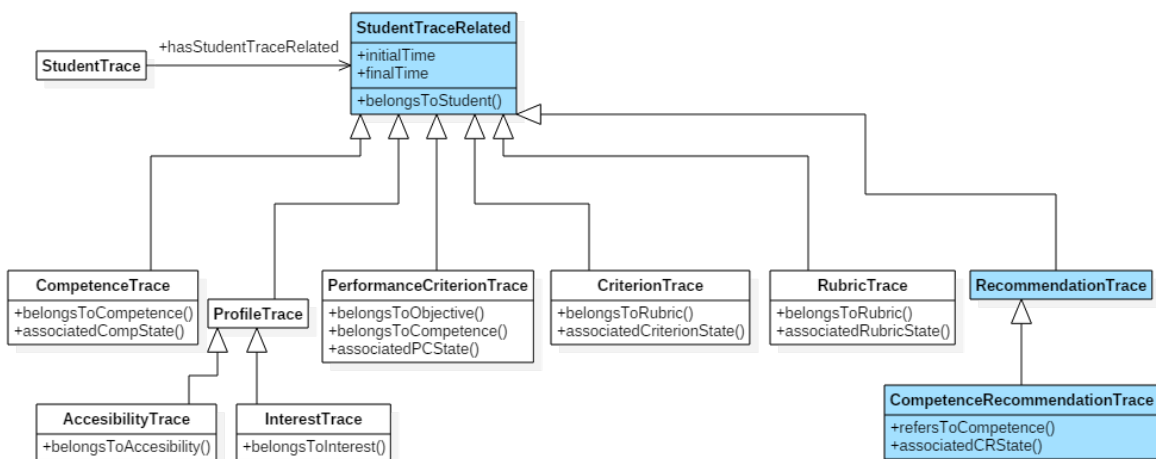 StudentTraceRelated
+initialTime
+finalTime
+belongsToStudent()
+hasStudentTraceRelated
StudentTrace
CompetenceTrace
+belongsToCompetence()
+associatedCompState()
ProfileTrace
PerformanceCriterionTrace
+belongsToObjective()
+belongsToCompetence()
+associatedPCState()
CriterionTrace
+belongsToRubric()
+associatedCriterionState()
RubricTrace
+belongsToRubric()
+associatedRubricState()
RecommendationTrace
AccesibilityTrace
+belongsToAccesibility()
InterestTrace
+belongsToInterest()
CompetenceRecommendationTrace
+refersToCompetence()
+associatedCRState()